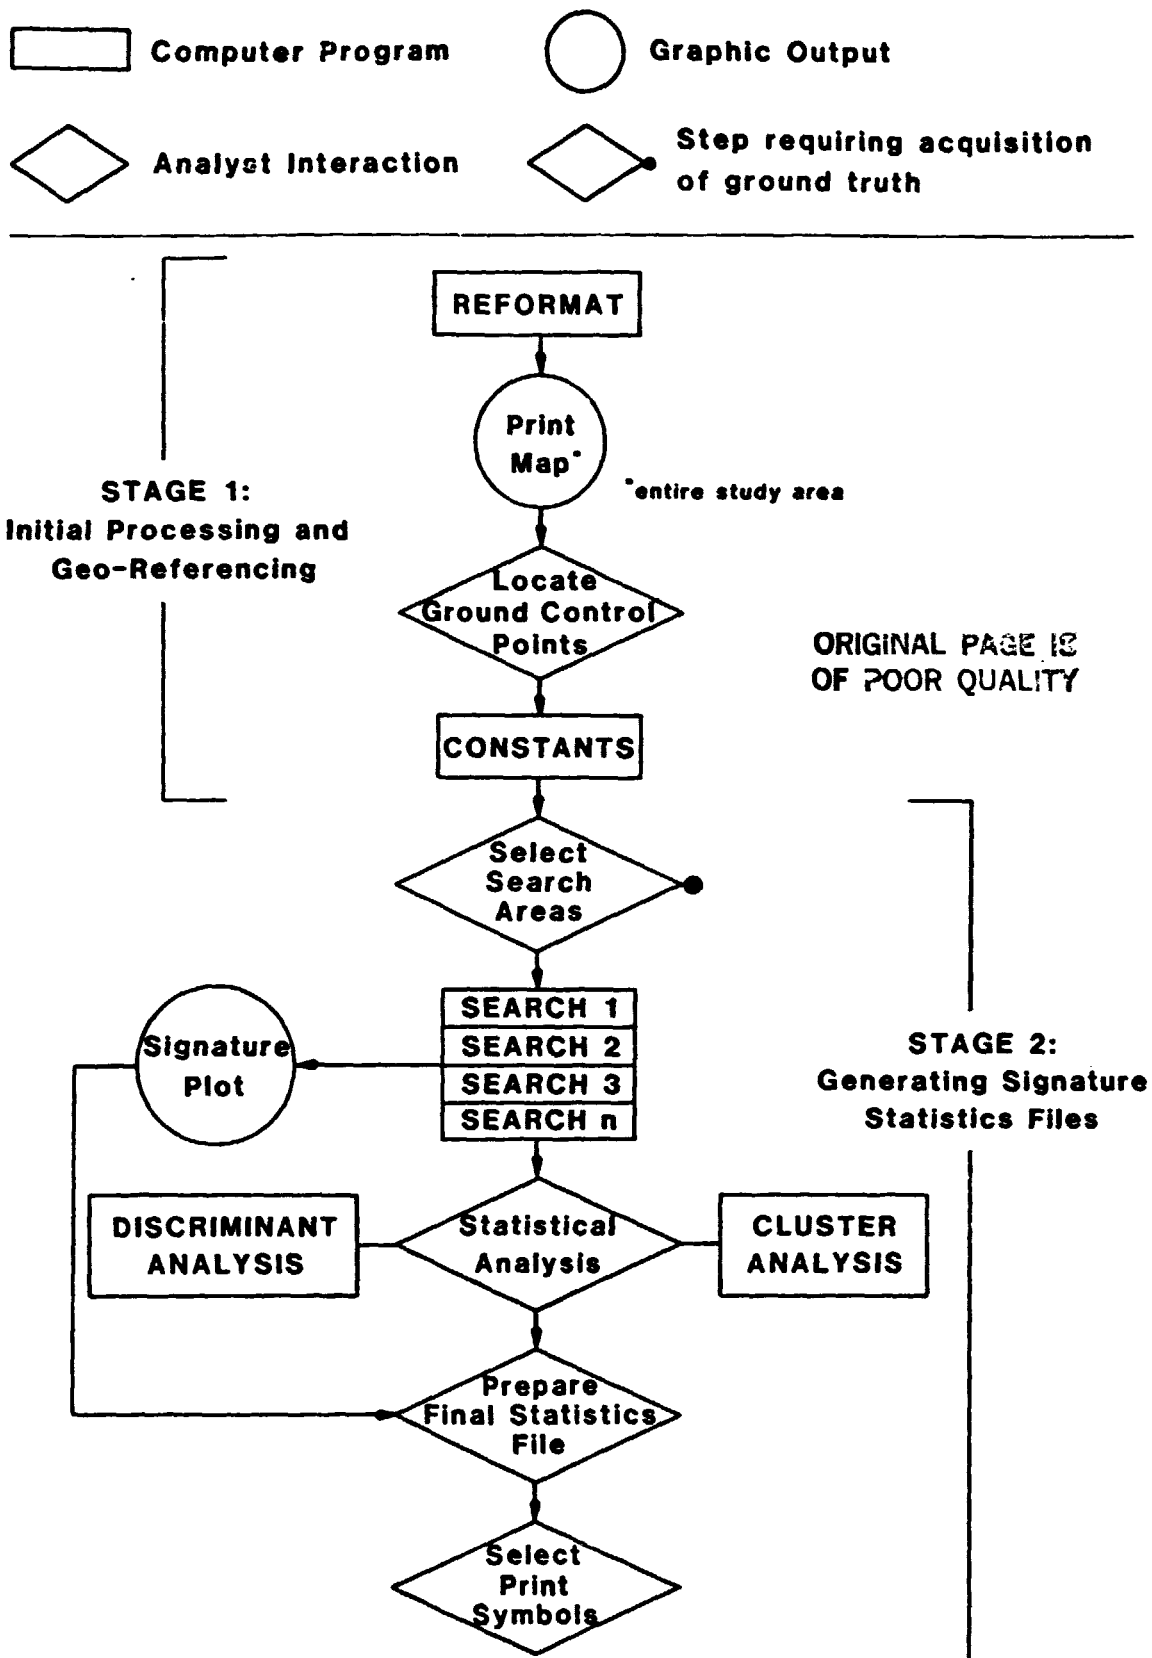 Computer Program
Graphic Output
Analyst Interaction
Step requiring acquisition
of ground truth
REFORMAT
Print
Map*
*entire study area
STAGE 1:
Initial Processing and
Geo-Referencing
Locate
Ground Control
Points
ORIGINAL PAGE IS
OF POOR QUALITY
CONSTANTS
Select
Search
Areas
SEARCH 1
SEARCH 2
SEARCH 3
SEARCH n
Signature
Plot
STAGE 2:
Generating Signature
Statistics Files
DISCRIMINANT
ANALYSIS
Statistical
Analysis
CLUSTER
ANALYSIS
Prepare
Final Statistics
File
Select
Print
Symbols